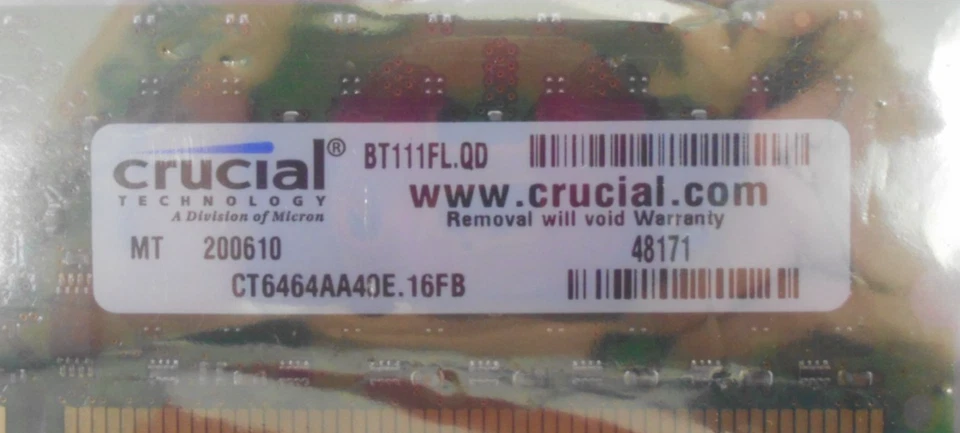 crucial® BT111FL.QD
TECHNOLOGY www.crucial.com
A Division of Micron Removal will void Warranty
MT 200610 48171
CT6464AA40E.16FB